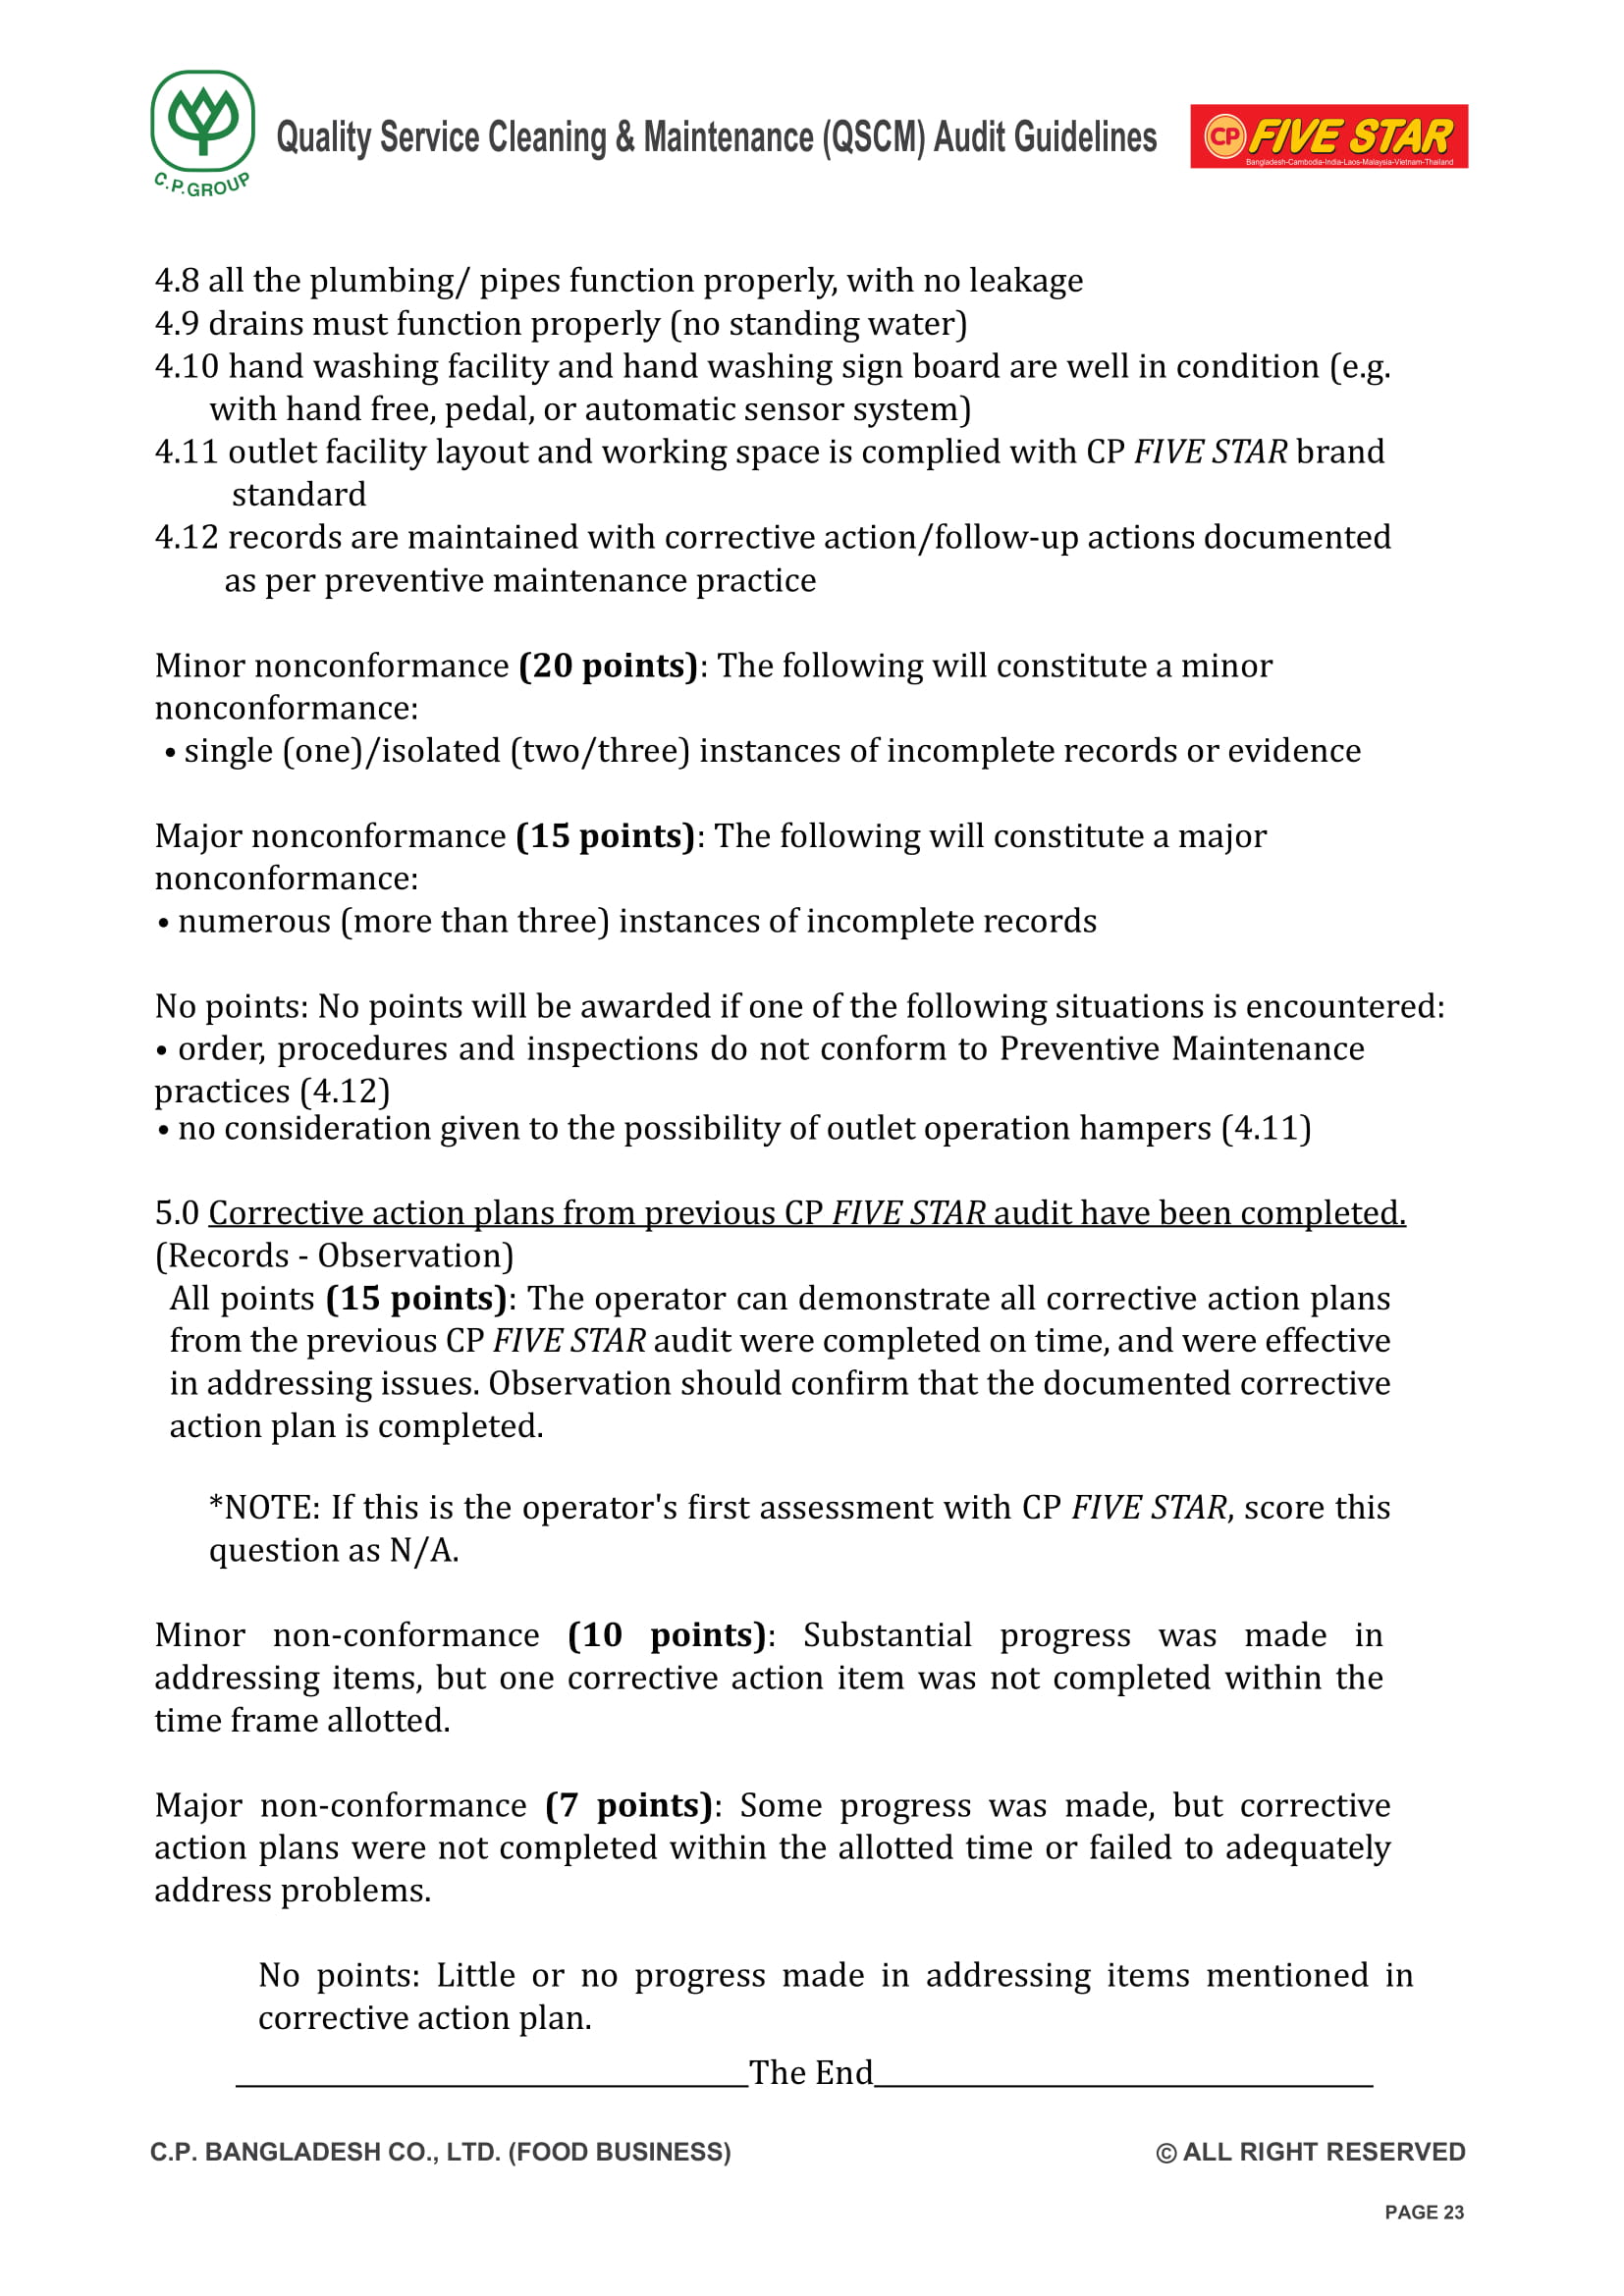 C.P.GROUP
Quality Service Cleaning & Maintenance (QSCM) Audit Guidelines
CP FIVE STAR
Bangladesh-Cambodia-India-Laos-Malaysia-Vietnam-Thailand
4.8 all the plumbing/ pipes function properly, with no leakage
4.9 drains must function properly (no standing water)
4.10 hand washing facility and hand washing sign board are well in condition (e.g.
with hand free, pedal, or automatic sensor system)
4.11 outlet facility layout and working space is complied with CP FIVE STAR brand
standard
4.12 records are maintained with corrective action/follow-up actions documented
as per preventive maintenance practice
Minor nonconformance (20 points): The following will constitute a minor
nonconformance:
• single (one)/isolated (two/three) instances of incomplete records or evidence
Major nonconformance (15 points): The following will constitute a major
nonconformance:
• numerous (more than three) instances of incomplete records
No points: No points will be awarded if one of the following situations is encountered:
• order, procedures and inspections do not conform to Preventive Maintenance
practices (4.12)
• no consideration given to the possibility of outlet operation hampers (4.11)
5.0 Corrective action plans from previous CP FIVE STAR audit have been completed.
(Records - Observation)
All points (15 points): The operator can demonstrate all corrective action plans
from the previous CP FIVE STAR audit were completed on time, and were effective
in addressing issues. Observation should confirm that the documented corrective
action plan is completed.
*NOTE: If this is the operator's first assessment with CP FIVE STAR, score this
question as N/A.
Minor non-conformance (10 points): Substantial progress was made in
addressing items, but one corrective action item was not completed within the
time frame allotted.
Major non-conformance (7 points): Some progress was made, but corrective
action plans were not completed within the allotted time or failed to adequately
address problems.
No points: Little or no progress made in addressing items mentioned in
corrective action plan.
The End
C.P. BANGLADESH CO., LTD. (FOOD BUSINESS)
© ALL RIGHT RESERVED
PAGE 23